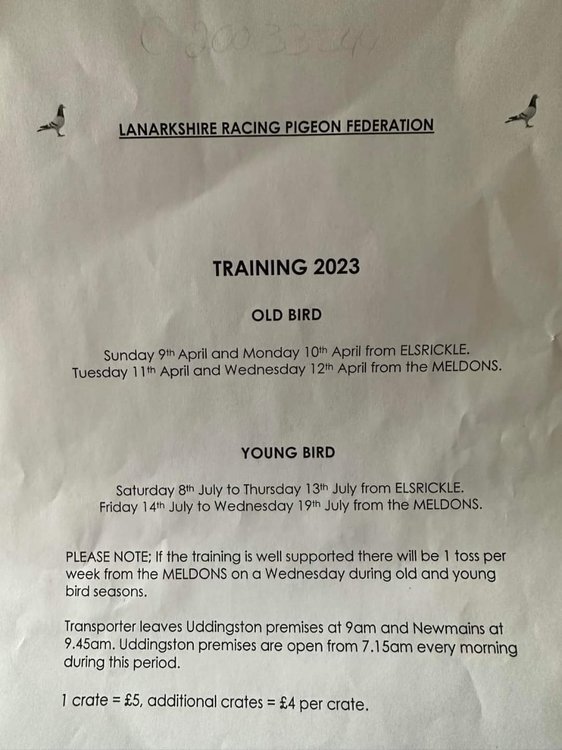 LANARKSHIRE RACING PIGEON FEDERATION
TRAINING 2023
OLD BIRD
Sunday 9th April and Monday 10th April from ELSRICKLE.
Tuesday 11th April and Wednesday 12th April from the MELDONS.
YOUNG BIRD
Saturday 8th July to Thursday 13th July from ELSRICKLE.
Friday 14th July to Wednesday 19th July from the MELDONS.
PLEASE NOTE; If the training is well supported there will be 1 toss per
week from the MELDONS on a Wednesday during old and young
bird seasons.
Transporter leaves Uddingston premises at 9am and Newmains at
9.45am. Uddingston premises are open from 7.15am every morning
during this period.
1 crate = £5, additional crates = £4 per crate.